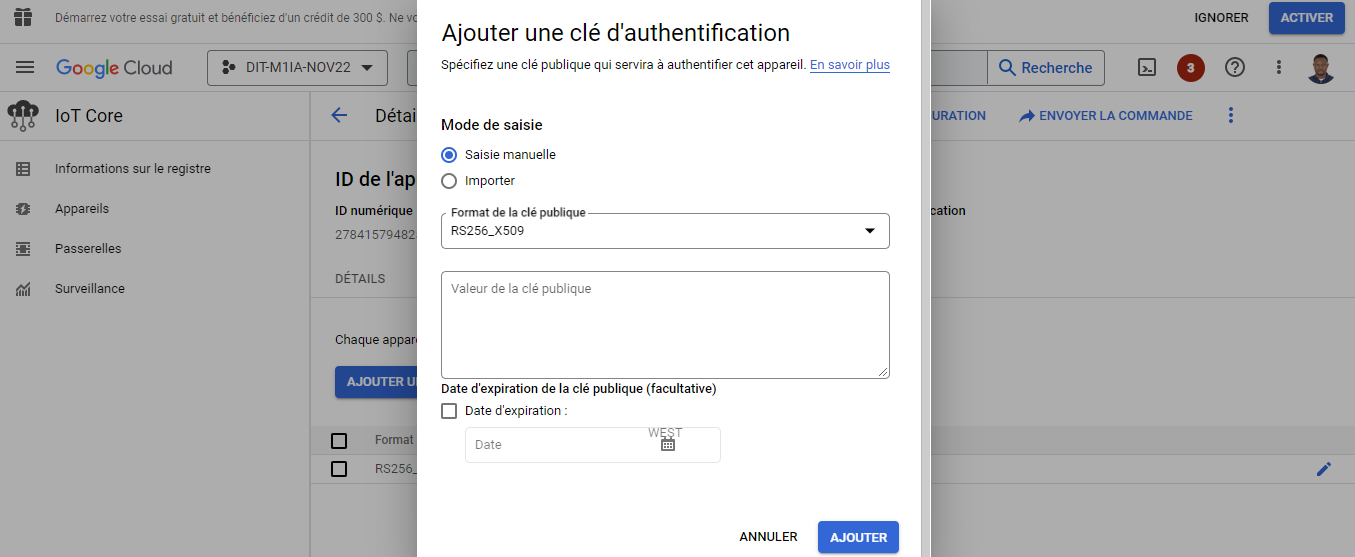 Démarrez votre essai gratuit et bénéficiez d'un crédit de 300 $. Ne vo
IGNORER
ACTIVER
Google Cloud
DIT-M1IA-NOV22
Recherche
3
IoT Core
Informations sur le registre
Appareils
Passerelles
Surveillance
Détai
URATION
ENVOYER LA COMMANDE
ID de l'ap
ID numérique
cation
27841579482
DÉTAILS
Chaque appar
AJOUTER U
Format
RS256_
Ajouter une clé d'authentification
Spécifiez une clé publique qui servira à authentifier cet appareil. En savoir plus
Mode de saisie
Saisie manuelle
Importer
Format de la clé publique
RS256_X509
Valeur de la clé publique
Date d'expiration de la clé publique (facultative)
Date d'expiration :
WEST
Date
ANNULER
AJOUTER